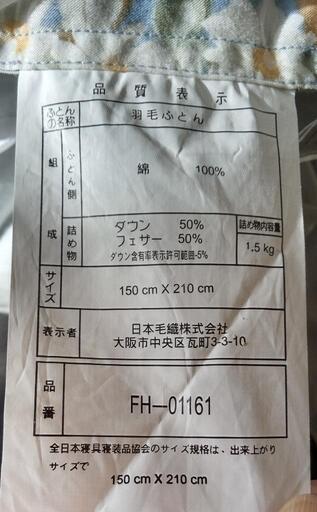 品質表示
ふとんの名称 羽毛ふとん
組成 ふとん側 綿 100%
詰め物 ダウン 50%
フェザー 50%
ダウン含有率表示許可範囲-5%
詰め物内容量
1.5 kg
サイズ 150 cm X 210 cm
表示者 日本毛織株式会社
大阪市中央区瓦町3-3-10
品番 FH-01161
全日本寝具寝装品協会のサイズ規格は、出来上がり
サイズで
150 cm X 210 cm